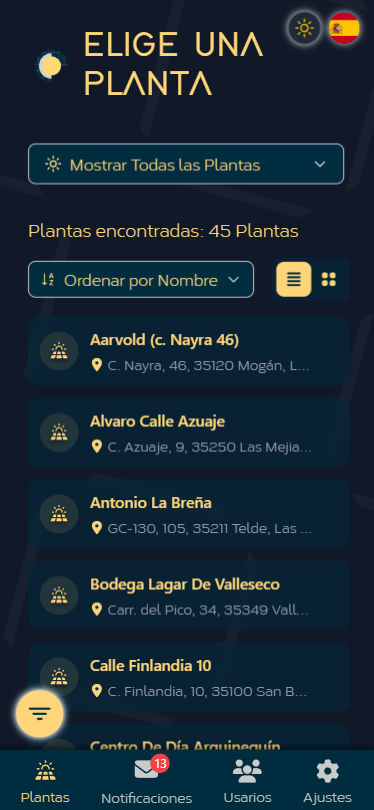 ELIGE UNA
PLANTA
Mostrar Todas las Plantas
Plantas encontradas: 45 Plantas
Ordenar por Nombre
Aarvold (c. Nayra 46)
C. Nayra, 46, 35120 Mogán, L...
Alvaro Calle Azuaje
C. Azuaje, 9, 35250 Las Mejia...
Antonio La Breña
GC-130, 105, 35211 Telde, Las ...
Bodega Lagar De Valleseco
Carr. del Pico, 34, 35349 Vall...
Calle Finlandia 10
C. Finlandia, 10, 35100 San B...
Centro De Día Arguineguín
13
Plantas
Notificaciones
Usuarios
Ajustes